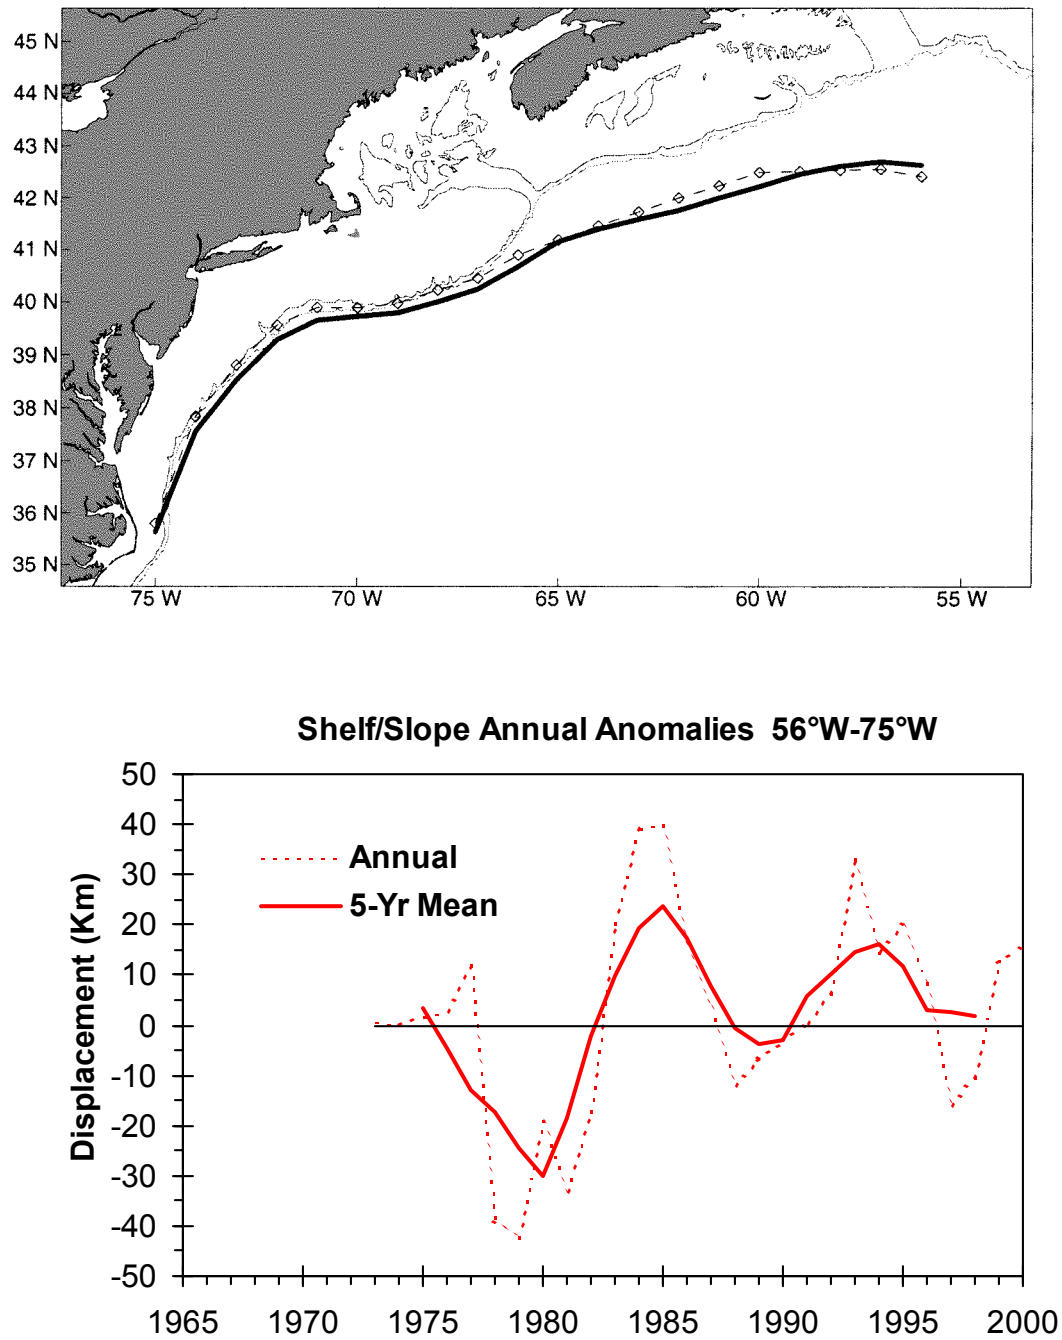 45 N
44 N
43 N
42 N
41 N
40 N
39 N
38 N
37 N
36 N
35 N
75 W 70 W 65 W 60 W 55 W
Shelf/Slope Annual Anomalies 56°W-75°W
50
40
30
20
10
0
-10
-20
-30
-40
-50
Displacement (Km)
Annual
5-Yr Mean
1965 1970 1975 1980 1985 1990 1995 2000